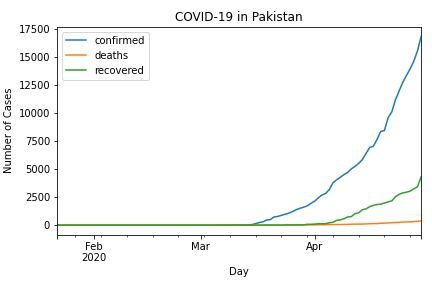 COVID-19 in Pakistan
17500
15000
12500
10000
7500
5000
2500
0
Number of Cases
confirmed
deaths
recovered
Feb
2020
Mar
Apr
Day